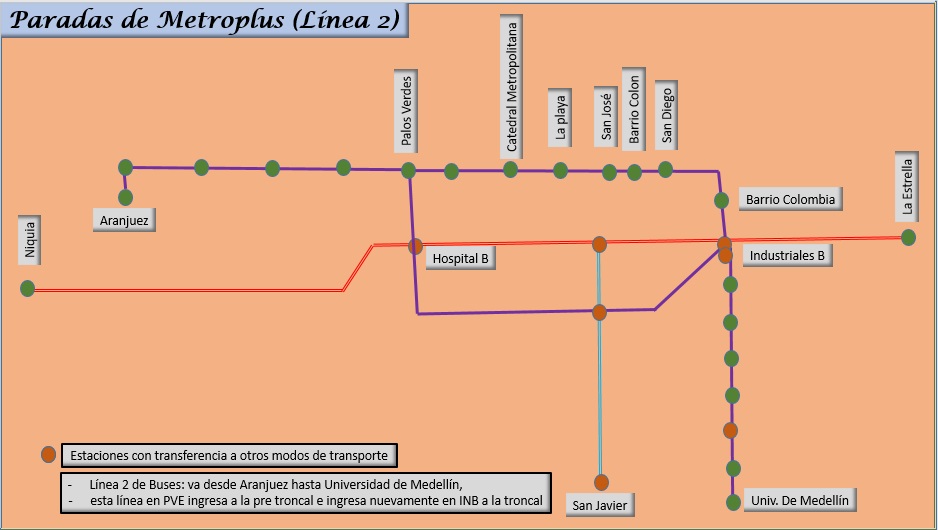 Paradas de Metroplus (Línea 2)
Palos Verdes
Catedral Metropolitana
La playa
San José
Barrio Colon
San Diego
Aranjuez
Barrio Colombia
La Estrella
Niquia
Hospital B
Industriales B
Estaciones con transferencia a otros modos de transporte
- Línea 2 de Buses: va desde Aranjuez hasta Universidad de Medellín,
- esta línea en PVE ingresa a la pre troncal e ingresa nuevamente en INB a la troncal
San Javier
Univ. De Medellín